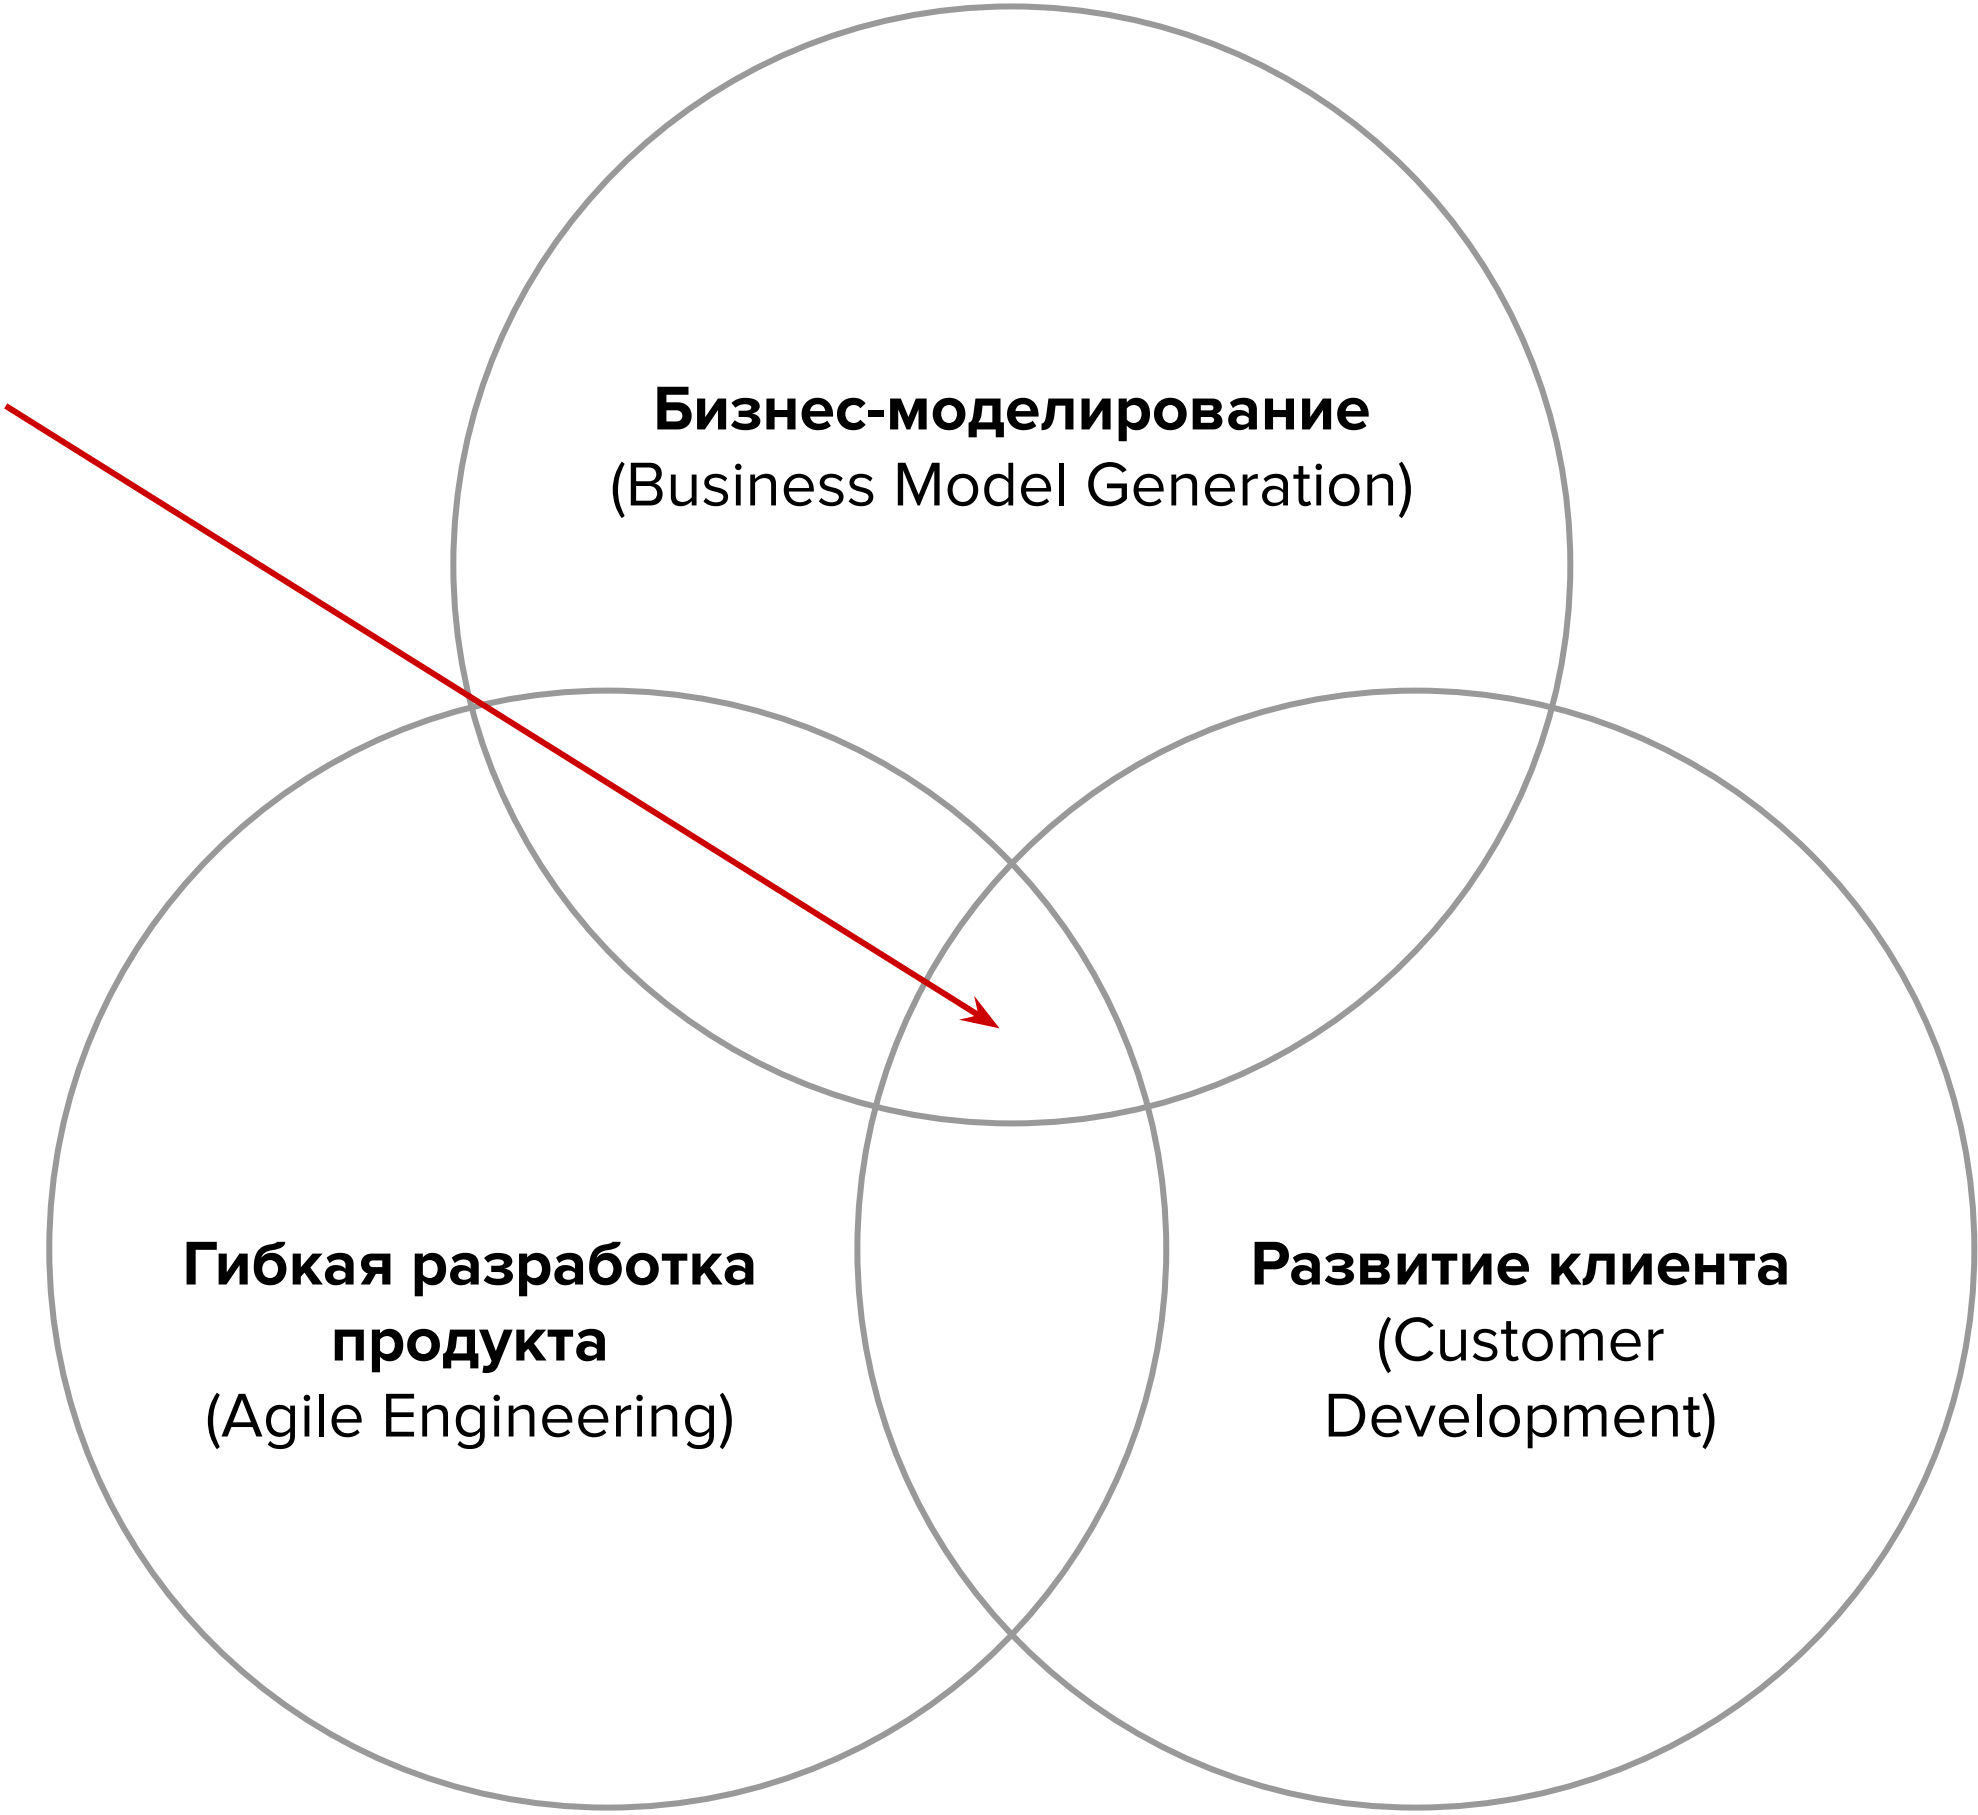 Бизнес-моделирование
(Business Model Generation)
Гибкая разработка
продукта
(Agile Engineering)
Развитие клиента
(Customer
Development)